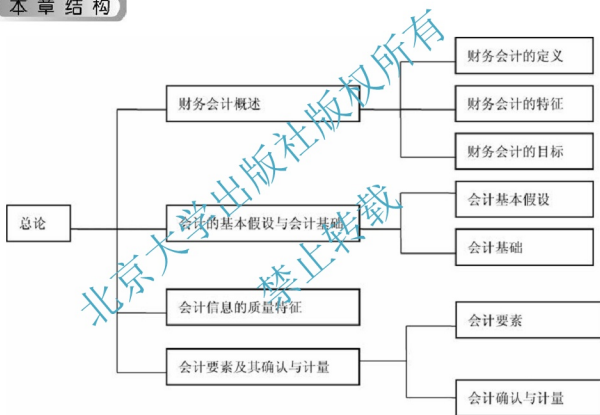 本章结构
财务会计的定义
财务会计概述
财务会计的特征
财务会计的目标
会计基本假设
总论
会计的基本假设与会计基础
会计基础
会计信息的质量特征
会计要素
会计要素及其确认与计量
会计确认与计量
北京大学出版社版权所有
禁止转载